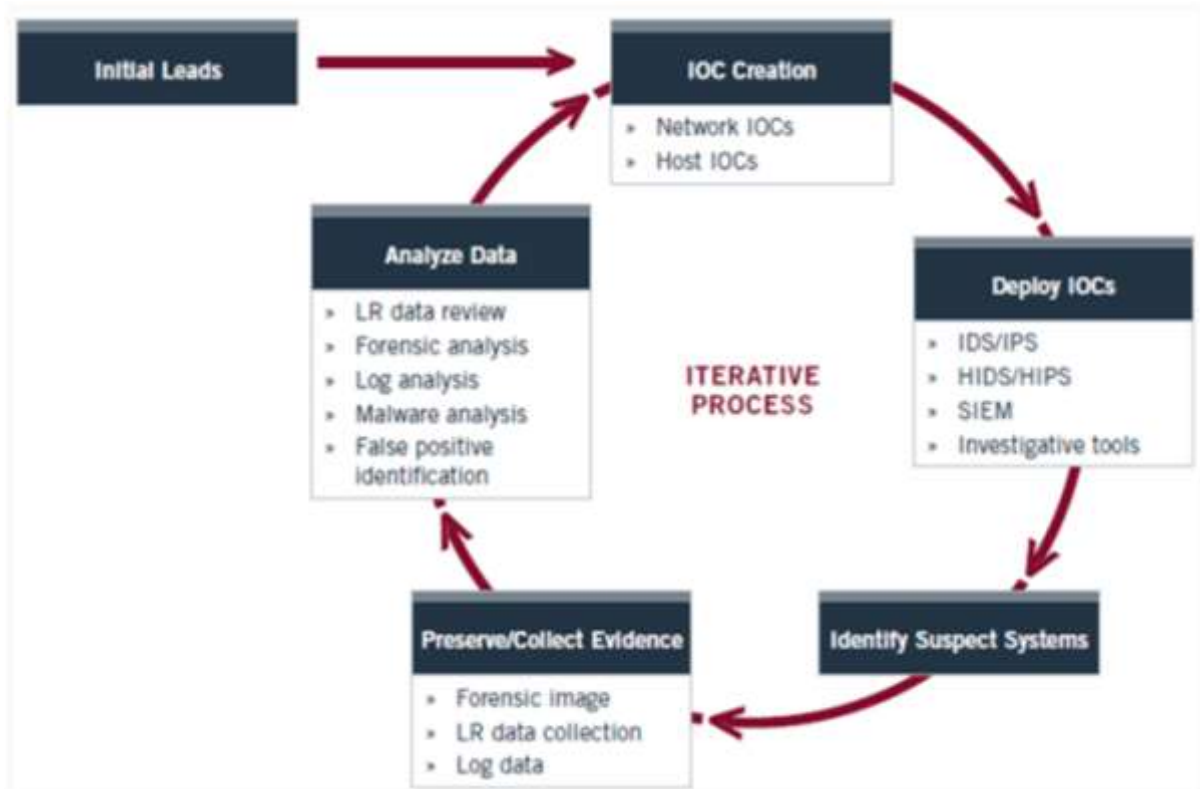 Initial Leads
IOC Creation
» Network IOCs
» Host IOCs
Deploy IOCs
» IDS/IPS
» HIDS/HIPS
» SIEM
» Investigative tools
Identify Suspect Systems
Preserve/Collect Evidence
» Forensic image
» LR data collection
» Log data
Analyze Data
» LR data review
» Forensic analysis
» Log analysis
» Malware analysis
» False positive
identification
ITERATIVE
PROCESS